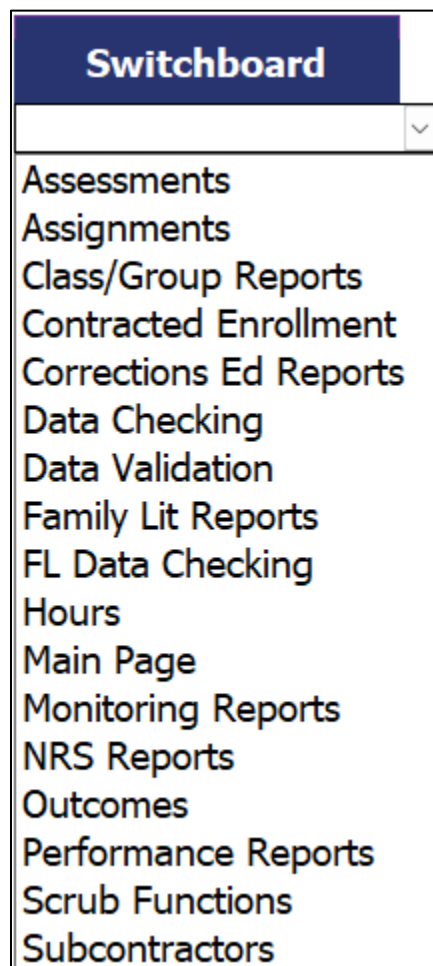 Switchboard
Assessments
Assignments
Class/Group Reports
Contracted Enrollment
Corrections Ed Reports
Data Checking
Data Validation
Family Lit Reports
FL Data Checking
Hours
Main Page
Monitoring Reports
NRS Reports
Outcomes
Performance Reports
Scrub Functions
Subcontractors